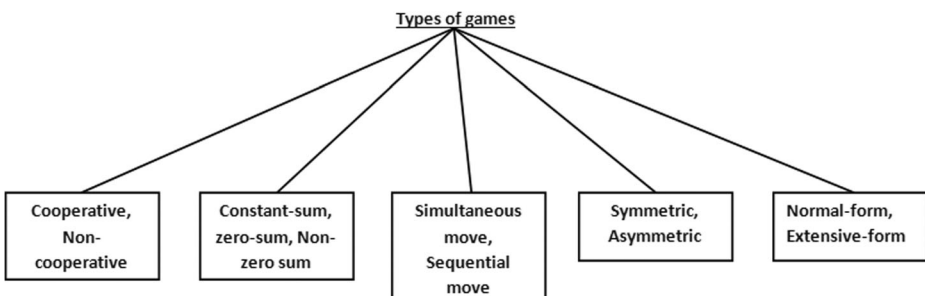 Types of games
Cooperative,
Non-
cooperative
Constant-sum,
zero-sum, Non-
zero sum
Simultaneous
move,
Sequential
move
Symmetric,
Asymmetric
Normal-form,
Extensive-form